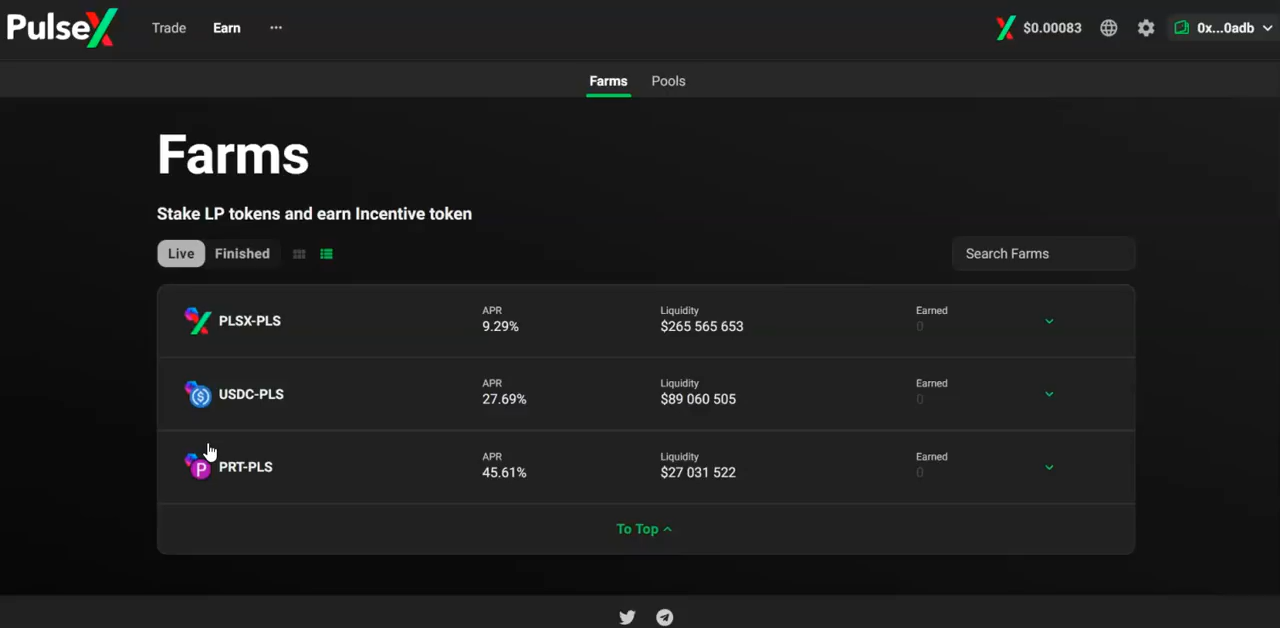 PulseX Trade Earn ... $0.00083 0x...0adb
Farms Pools
Farms
Stake LP tokens and earn Incentive token
Live Finished Search Farms
PLSX-PLS APR 9.29% Liquidity $265 565 653 Earned 0
USDC-PLS APR 27.69% Liquidity $89 060 505 Earned 0
PRT-PLS APR 45.61% Liquidity $27 031 522 Earned 0
To Top